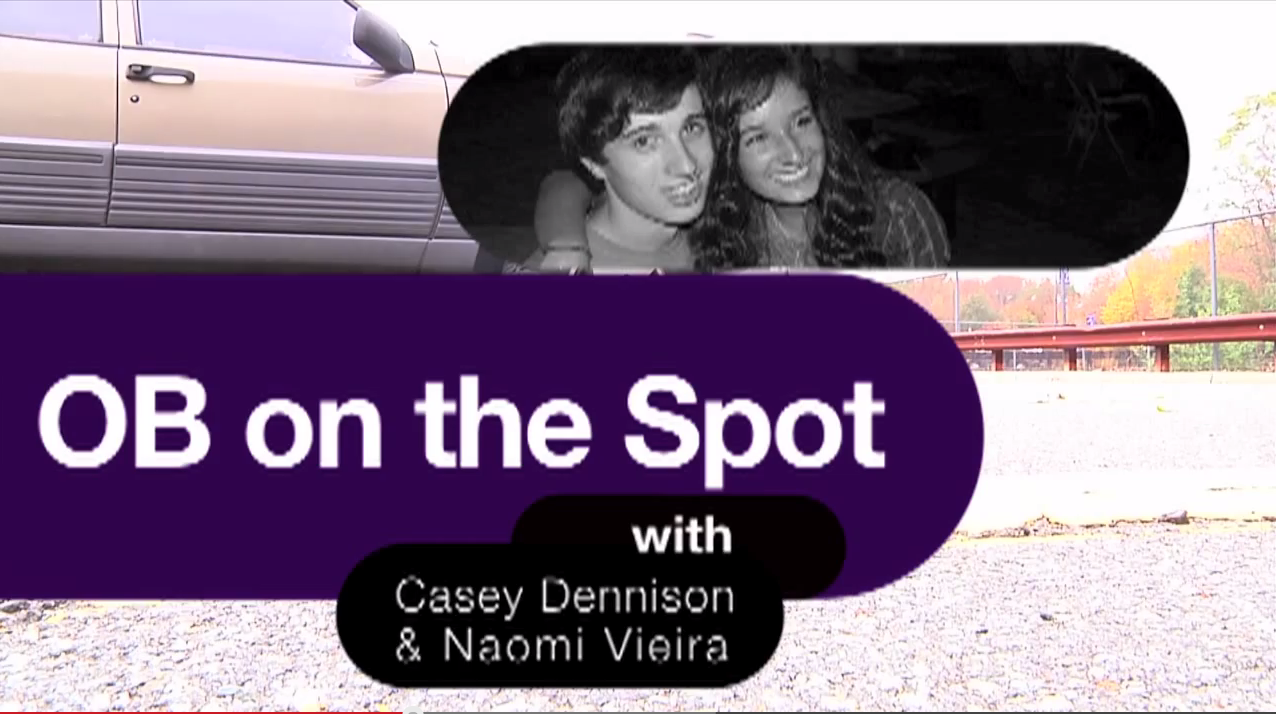 OB on the Spot
with
Casey Dennison
& Naomi Vieira